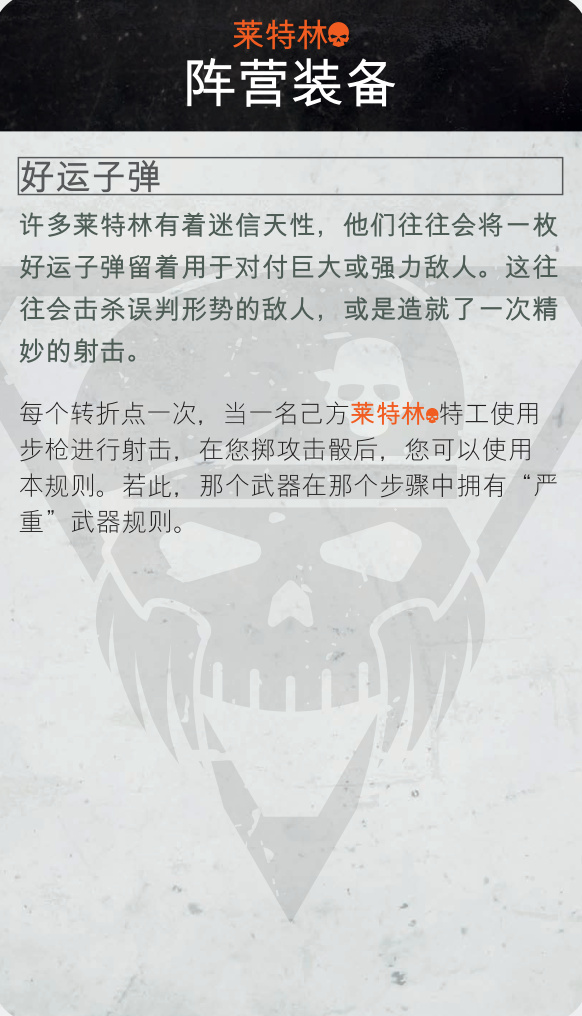 莱特林
阵营装备
好运子弹
许多莱特林有着迷信天性，他们往往会将一枚
好运子弹留着用于对付巨大或强力敌人。这往
往会击杀误判形势的敌人，或是造就了一次精
妙的射击。
每个转折点一次，当一名己方莱特林特工使用
步枪进行射击，在您掷攻击骰后，您可以使用
本规则。若此，那个武器在那个步骤中拥有“严
重”武器规则。